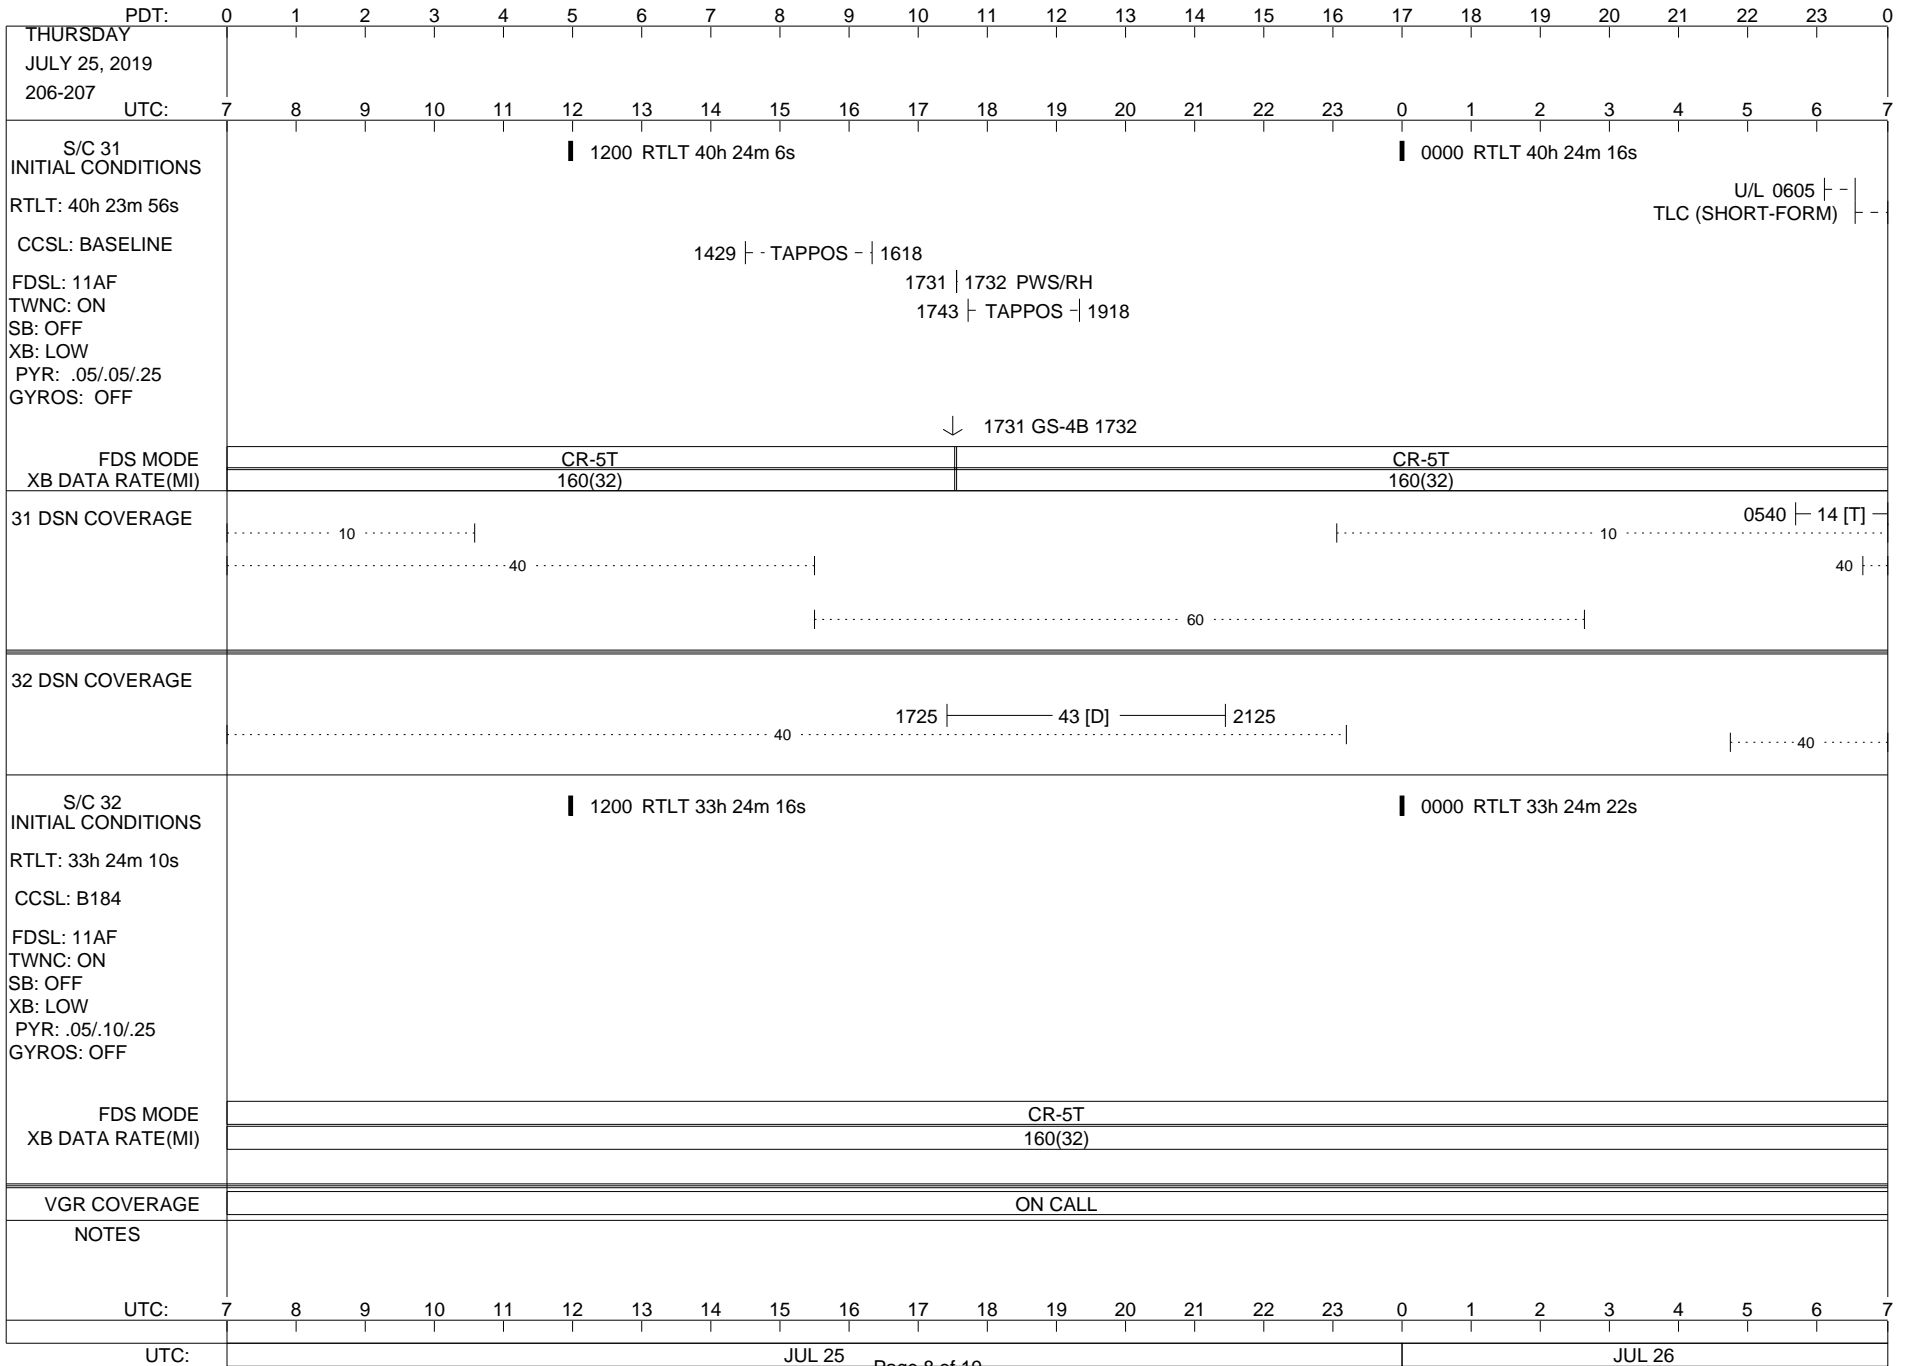 PDT: 0 1 2 3 4 5 6 7 8 9 10 11 12 13 14 15 16 17 18 19 20 21 22 23 0
THURSDAY
JULY 25, 2019
206-207
UTC: 7 8 9 10 11 12 13 14 15 16 17 18 19 20 21 22 23 0 1 2 3 4 5 6 7
S/C 31
INITIAL CONDITIONS
1200 RTLT 40h 24m 6s
0000 RTLT 40h 24m 16s
RTLT: 40h 23m 56s
U/L 0605
TLC (SHORT-FORM)
CCSL: BASELINE
1429 TAPPOS 1618
FDSL: 11AF
1731 1732 PWS/RH
TWNC: ON
1743 TAPPOS 1918
SB: OFF
XB: LOW
PYR: .05/.05/.25
GYROS: OFF
1731 GS-4B 1732
FDS MODE CR-5T CR-5T
XB DATA RATE(MI) 160(32) 160(32)
31 DSN COVERAGE
0540 14 [T]
10 10
40 40
60
32 DSN COVERAGE
1725 43 [D] 2125
40 40
S/C 32
INITIAL CONDITIONS
1200 RTLT 33h 24m 16s
0000 RTLT 33h 24m 22s
RTLT: 33h 24m 10s
CCSL: B184
FDSL: 11AF
TWNC: ON
SB: OFF
XB: LOW
PYR: .05/.10/.25
GYROS: OFF
FDS MODE CR-5T
XB DATA RATE(MI) 160(32)
VGR COVERAGE ON CALL
NOTES
UTC: 7 8 9 10 11 12 13 14 15 16 17 18 19 20 21 22 23 0 1 2 3 4 5 6 7
UTC: JUL 25 JUL 26
Page 8 of 19